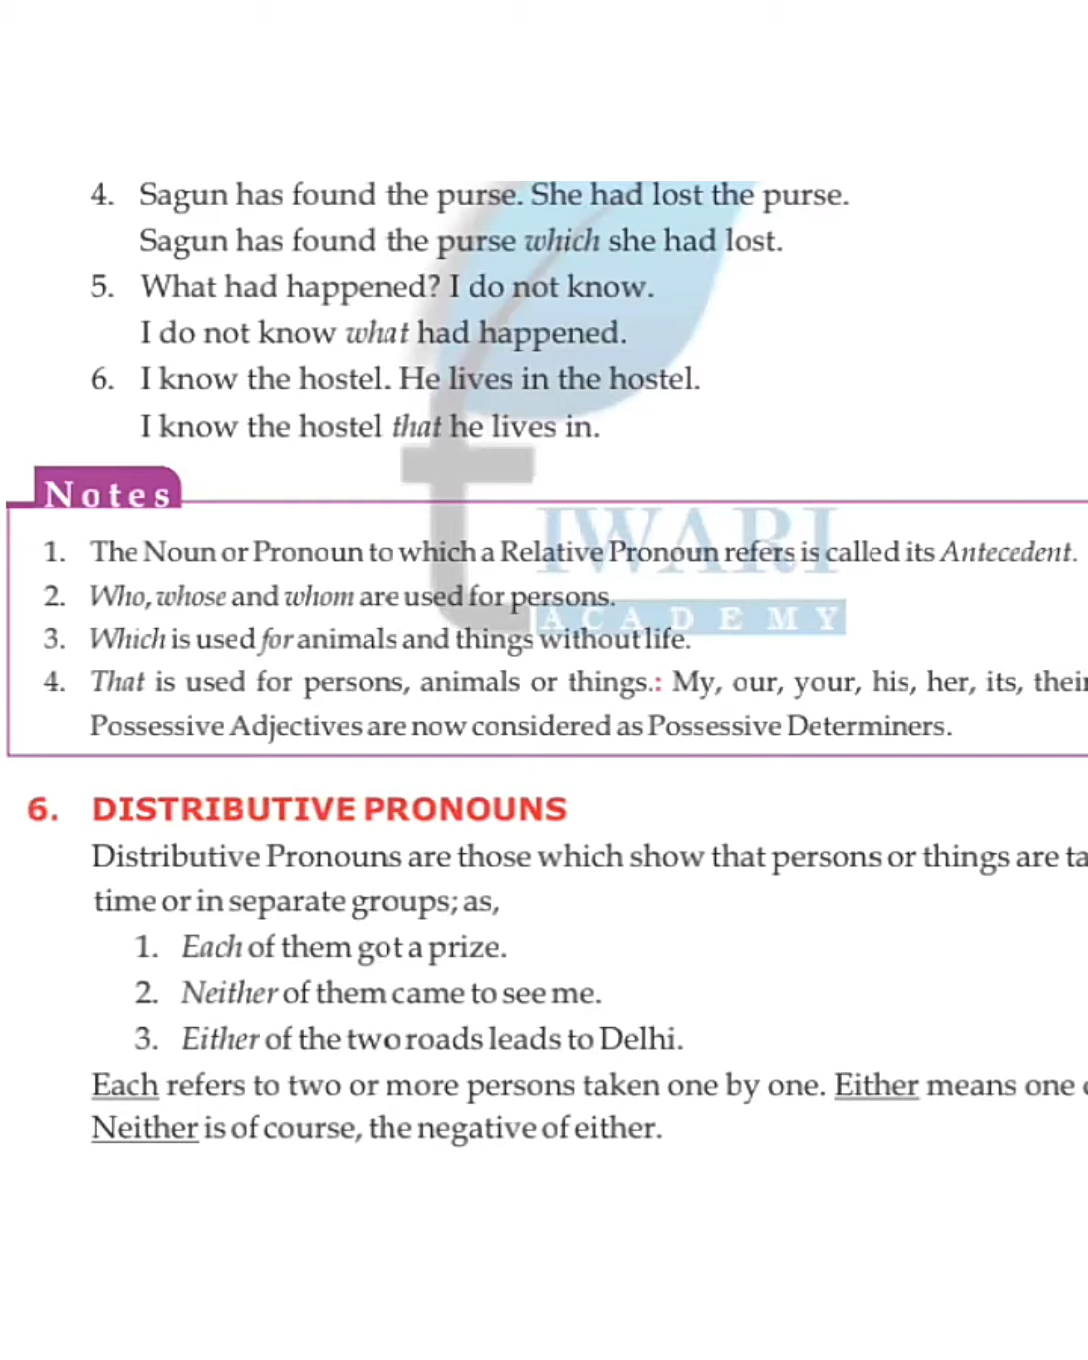 4. Sagun has found the purse. She had lost the purse.
Sagun has found the purse which she had lost.
5. What had happened? I do not know.
I do not know what had happened.
6. I know the hostel. He lives in the hostel.
I know the hostel that he lives in.
Notes
IWARI
ACADEMY
1. The Noun or Pronoun to which a Relative Pronoun refers is called its Antecedent.
2. Who, whose and whom are used for persons.
3. Which is used for animals and things without life.
4. That is used for persons, animals or things.: My, our, your, his, her, its,
Possessive Adjectives are now considered as Possessive Determiners.
6. DISTRIBUTIVE PRONOUNS
Distributive Pronouns are those which show that persons or things are
time or in separate groups; as,
1. Each of them got a prize.
2. Neither of them came to see me.
3. Either of the two roads leads to Delhi.
Each refers to two or more persons taken one by one. Either means one
Neither is of course, the negative of either.